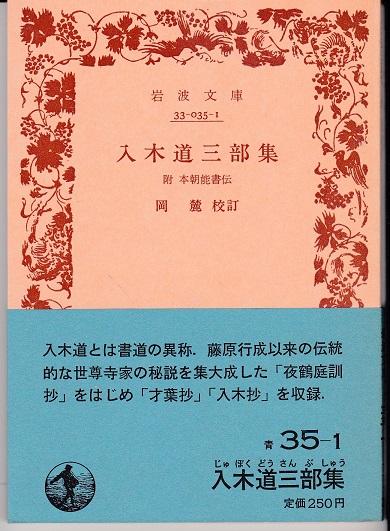 岩波文庫
33-035-1
入木道三部集
附 本朝能書伝
岡 麓 校訂
入木道とは書道の異称．藤原行成以来の伝統
的な世尊寺家の秘説を集大成した「夜鶴庭訓
抄」をはじめ「才葉抄」「入木抄」を収録．
青 35-1
じゅ ぼく どう さん ぶ しゅう
入木道三部集
定価250円